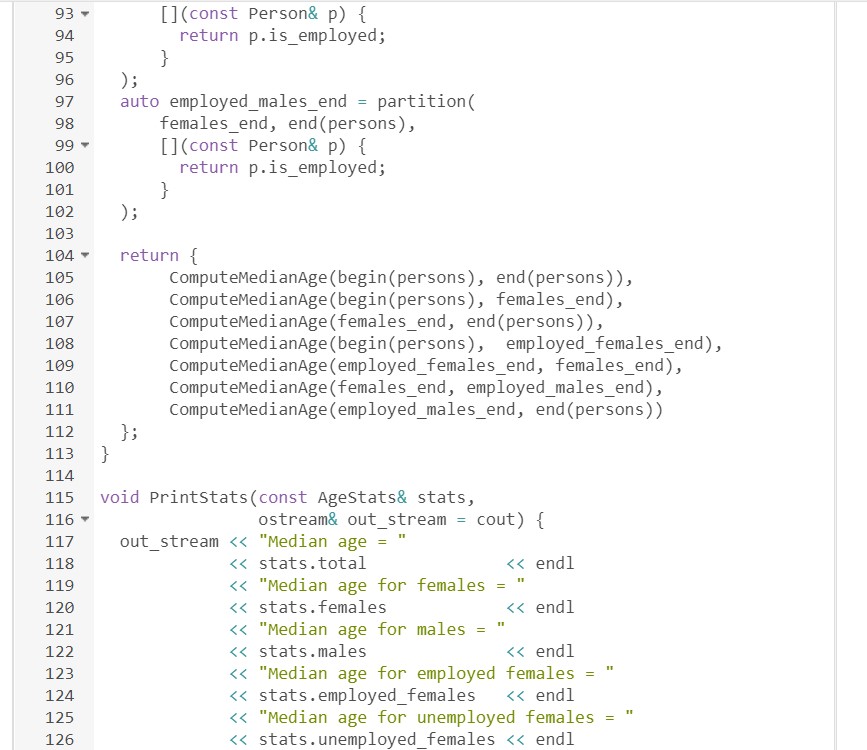 93 [](const Person& p) {
94 return p.is_employed;
95 }
96 );
97 auto employed_males_end = partition(
98 females_end, end(persons),
99 [](const Person& p) {
100 return p.is_employed;
101 }
102 );
103
104 return {
105 ComputeMedianAge(begin(persons), end(persons)),
106 ComputeMedianAge(begin(persons), females_end),
107 ComputeMedianAge(females_end, end(persons)),
108 ComputeMedianAge(begin(persons),  employed_females_end),
109 ComputeMedianAge(employed_females_end, females_end),
110 ComputeMedianAge(females_end, employed_males_end),
111 ComputeMedianAge(employed_males_end, end(persons))
112 };
113 }
114
115 void PrintStats(const AgeStats& stats,
116 ostream& out_stream = cout) {
117 out_stream << "Median age = "
118 << stats.total << endl
119 << "Median age for females = "
120 << stats.females << endl
121 << "Median age for males = "
122 << stats.males << endl
123 << "Median age for employed females = "
124 << stats.employed_females << endl
125 << "Median age for unemployed females = "
126 << stats.unemployed_females << endl